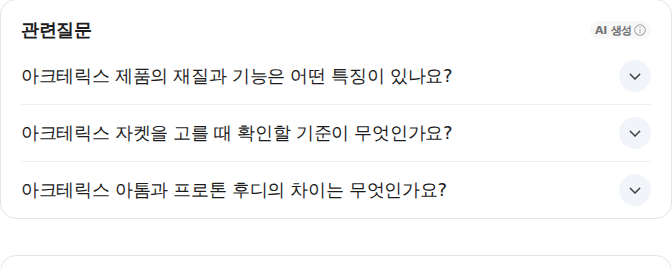 관련질문
AI 생성
아크테릭스 제품의 재질과 기능은 어떤 특징이 있나요?
아크테릭스 자켓을 고를 때 확인할 기준이 무엇인가요?
아크테릭스 아톰과 프로톤 후디의 차이는 무엇인가요?